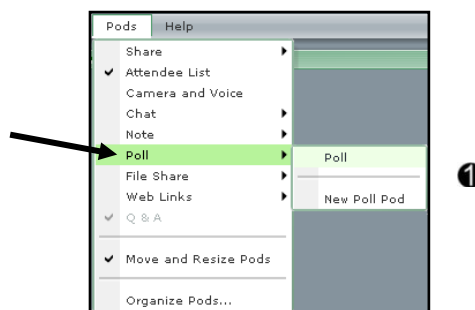 Pods Help
Share
Attendee List
Camera and Voice
Chat
Note
Poll
Poll
File Share
Web Links
New Poll Pod
Q & A
Move and Resize Pods
Organize Pods...
1